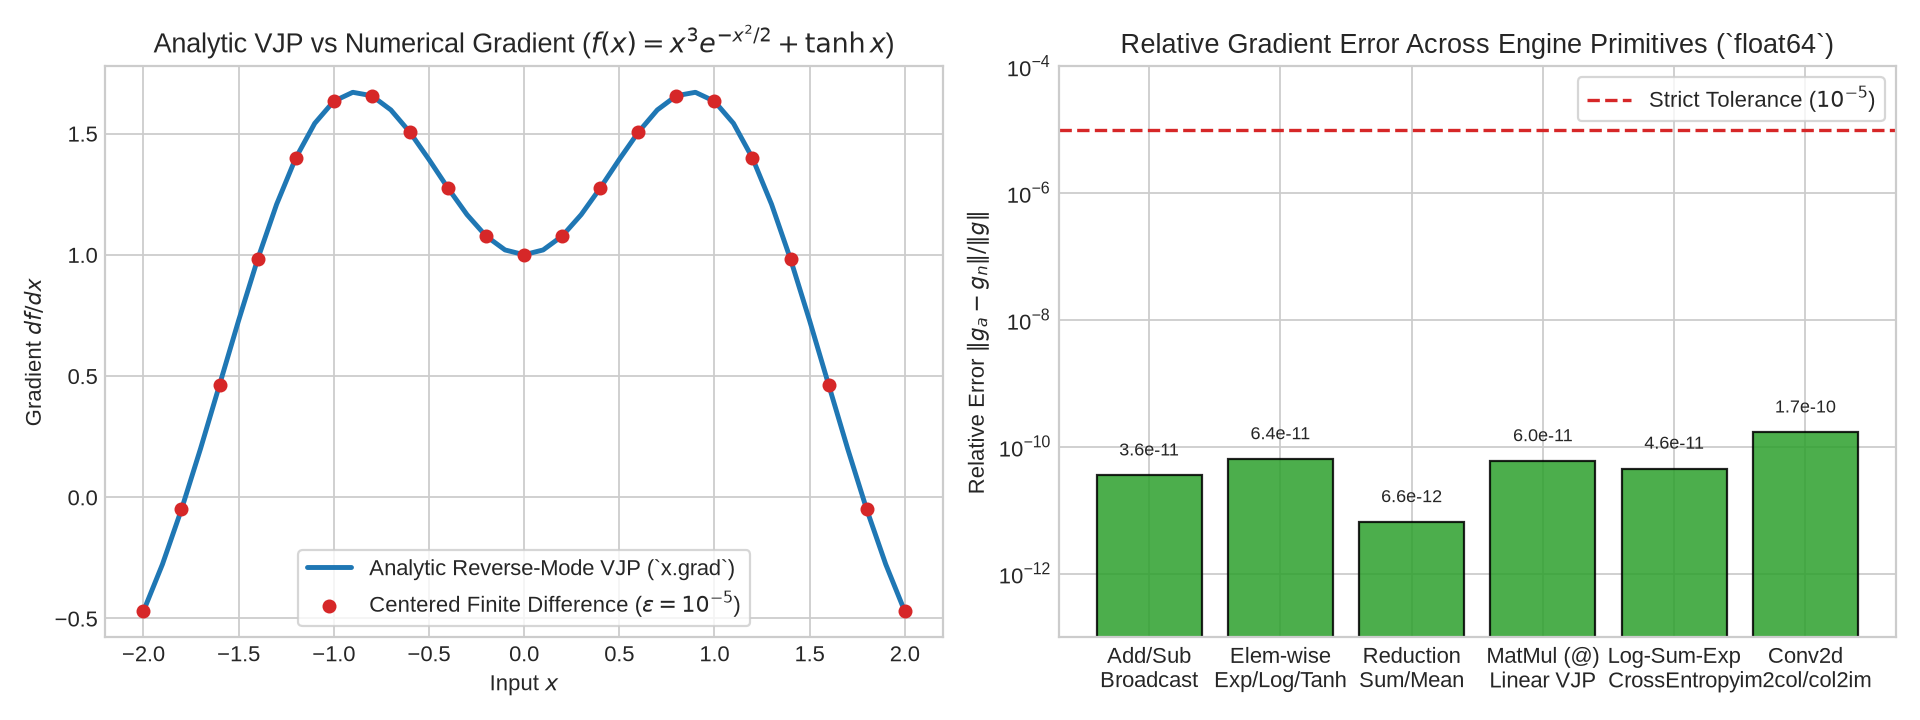 Analytic VJP vs Numerical Gradient (f(x) = x³e^{−x²/2} + tanh x)
Gradient df/dx
1.5
1.0
0.5
0.0
−0.5
Analytic Reverse-Mode VJP (`x.grad`)
Centered Finite Difference (ε = 10⁻⁵)
−2.0 −1.5 −1.0 −0.5 0.0 0.5 1.0 1.5 2.0
Input x
Relative Gradient Error Across Engine Primitives (`float64`)
Relative Error ‖gₐ − gₙ‖/‖g‖
10⁻⁴
10⁻⁶
10⁻⁸
10⁻¹⁰
10⁻¹²
Strict Tolerance (10⁻⁵)
3.6e-11 6.4e-11 6.6e-12 6.0e-11 4.6e-11 1.7e-10
Add/Sub Elem-wise Reduction MatMul (@) Log-Sum-Exp Conv2d
Broadcast Exp/Log/Tanh Sum/Mean Linear VJP CrossEntropy im2col/col2im